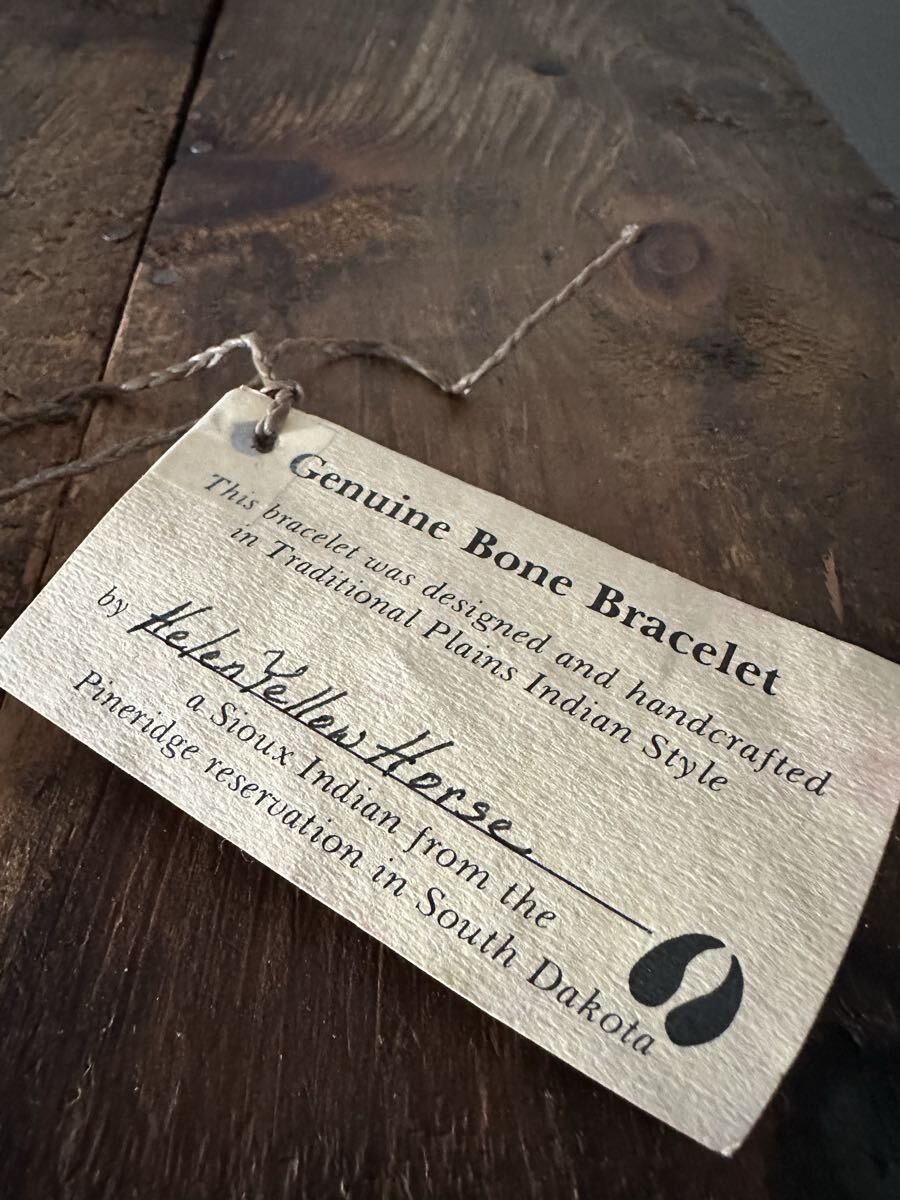 Genuine Bone Bracelet
This bracelet was designed and handcrafted
in Traditional Plains Indian Style
by Helen Yellow Horse
a Sioux Indian from the
Pineridge reservation in South Dakota